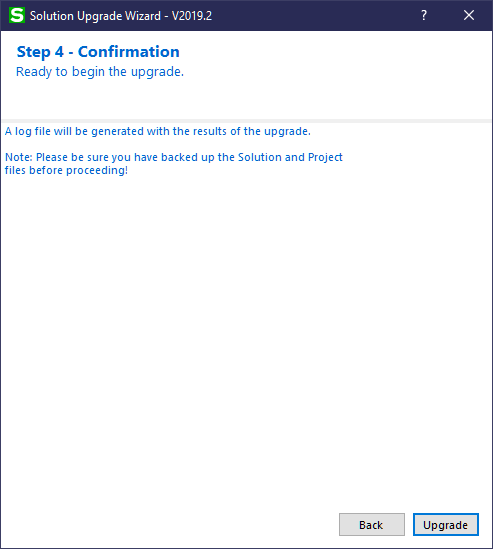 S Solution Upgrade Wizard - V2019.2 ?
Step 4 - Confirmation
Ready to begin the upgrade.
A log file will be generated with the results of the upgrade.
Note: Please be sure you have backed up the Solution and Project
files before proceeding!
Back Upgrade